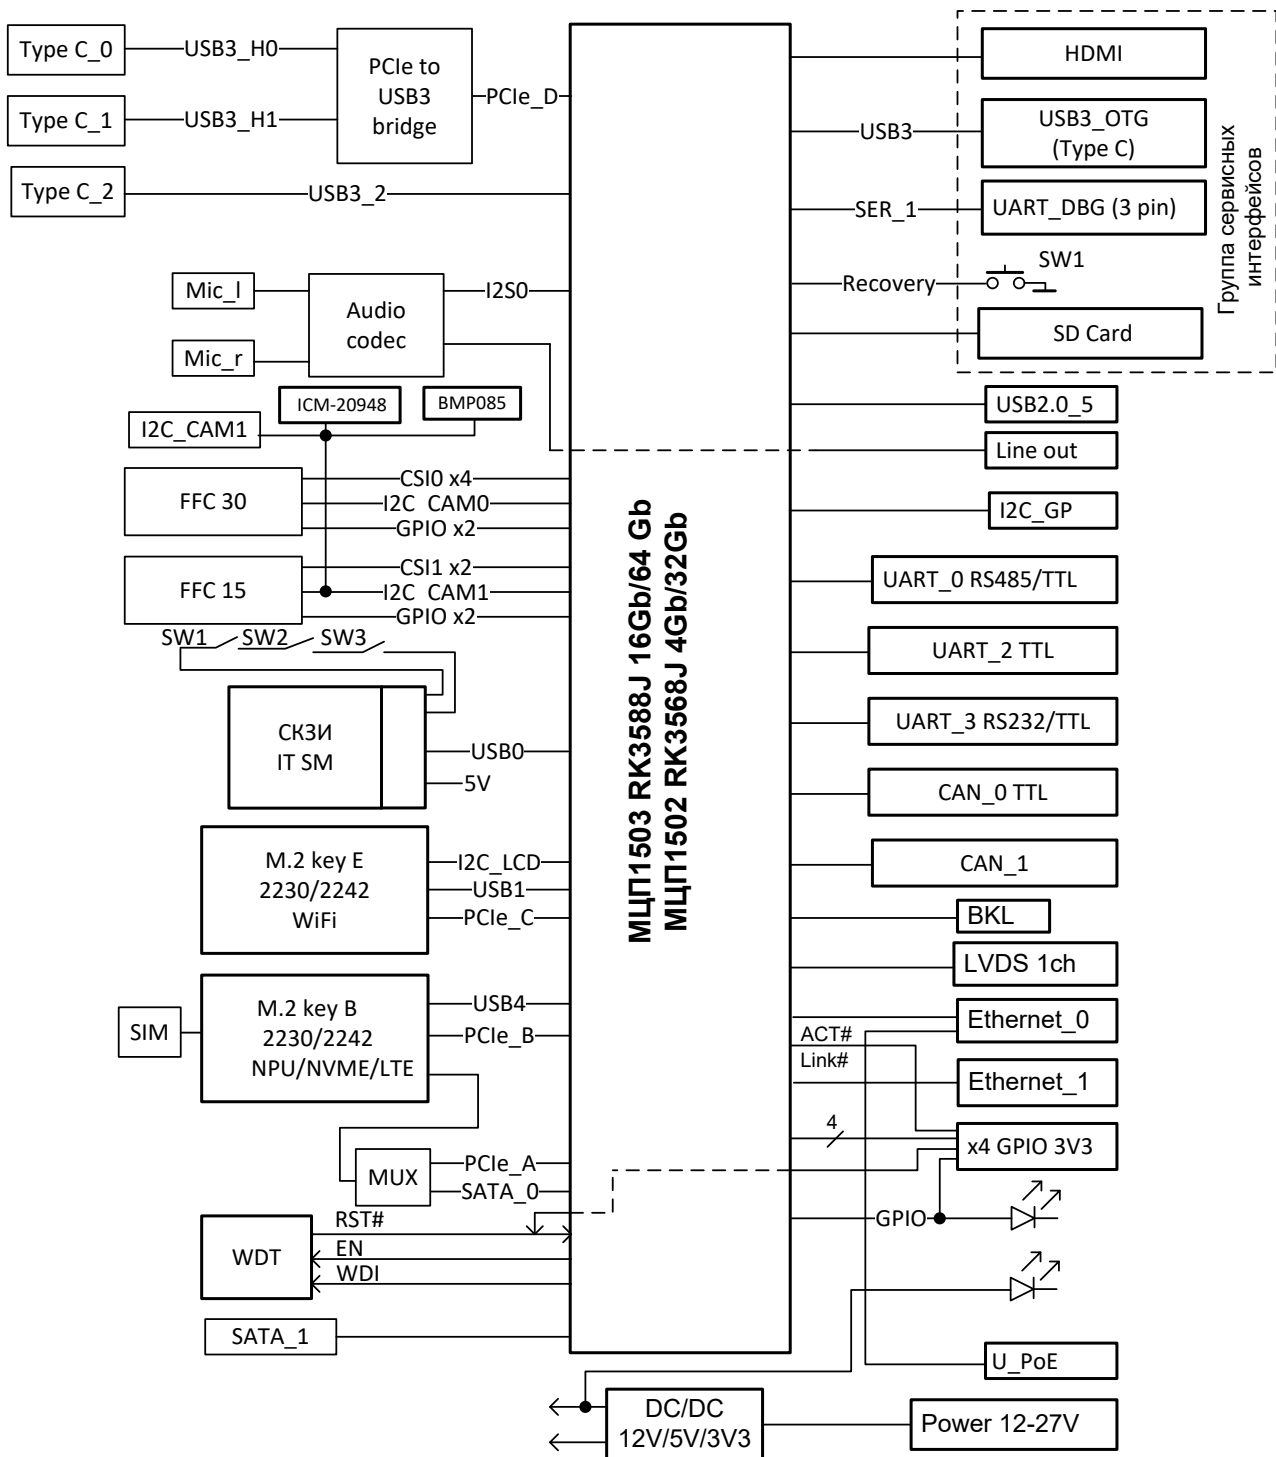 Type C_0
USB3_H0
Type C_1
USB3_H1
PCIe to
USB3
bridge
PCIe_D
Type C_2
USB3_2
Mic_l
Mic_r
Audio
codec
I2S0
ICM-20948
BMP085
I2C_CAM1
FFC 30
CSI0 x4
I2C_CAM0
GPIO x2
FFC 15
CSI1 x2
I2C_CAM1
GPIO x2
SW1
SW2
SW3
СКЗИ
IT SM
USB0
5V
M.2 key E
2230/2242
WiFi
I2C_LCD
USB1
PCIe_C
SIM
M.2 key B
2230/2242
NPU/NVME/LTE
USB4
PCIe_B
MUX
PCIe_A
SATA_0
WDT
RST#
EN
WDI
SATA_1
МЦП1503 RK3588J 16Gb/64 Gb
МЦП1502 RK3568J 4Gb/32Gb
HDMI
USB3
USB3_OTG
(Type C)
SER_1
UART_DBG (3 pin)
Recovery
SW1
SD Card
Группа сервисных
интерфейсов
USB2.0_5
Line out
I2C_GP
UART_0 RS485/TTL
UART_2 TTL
UART_3 RS232/TTL
CAN_0 TTL
CAN_1
BKL
LVDS 1ch
Ethernet_0
ACT#
Link#
Ethernet_1
4
x4 GPIO 3V3
GPIO
U_PoE
DC/DC
12V/5V/3V3
Power 12-27V